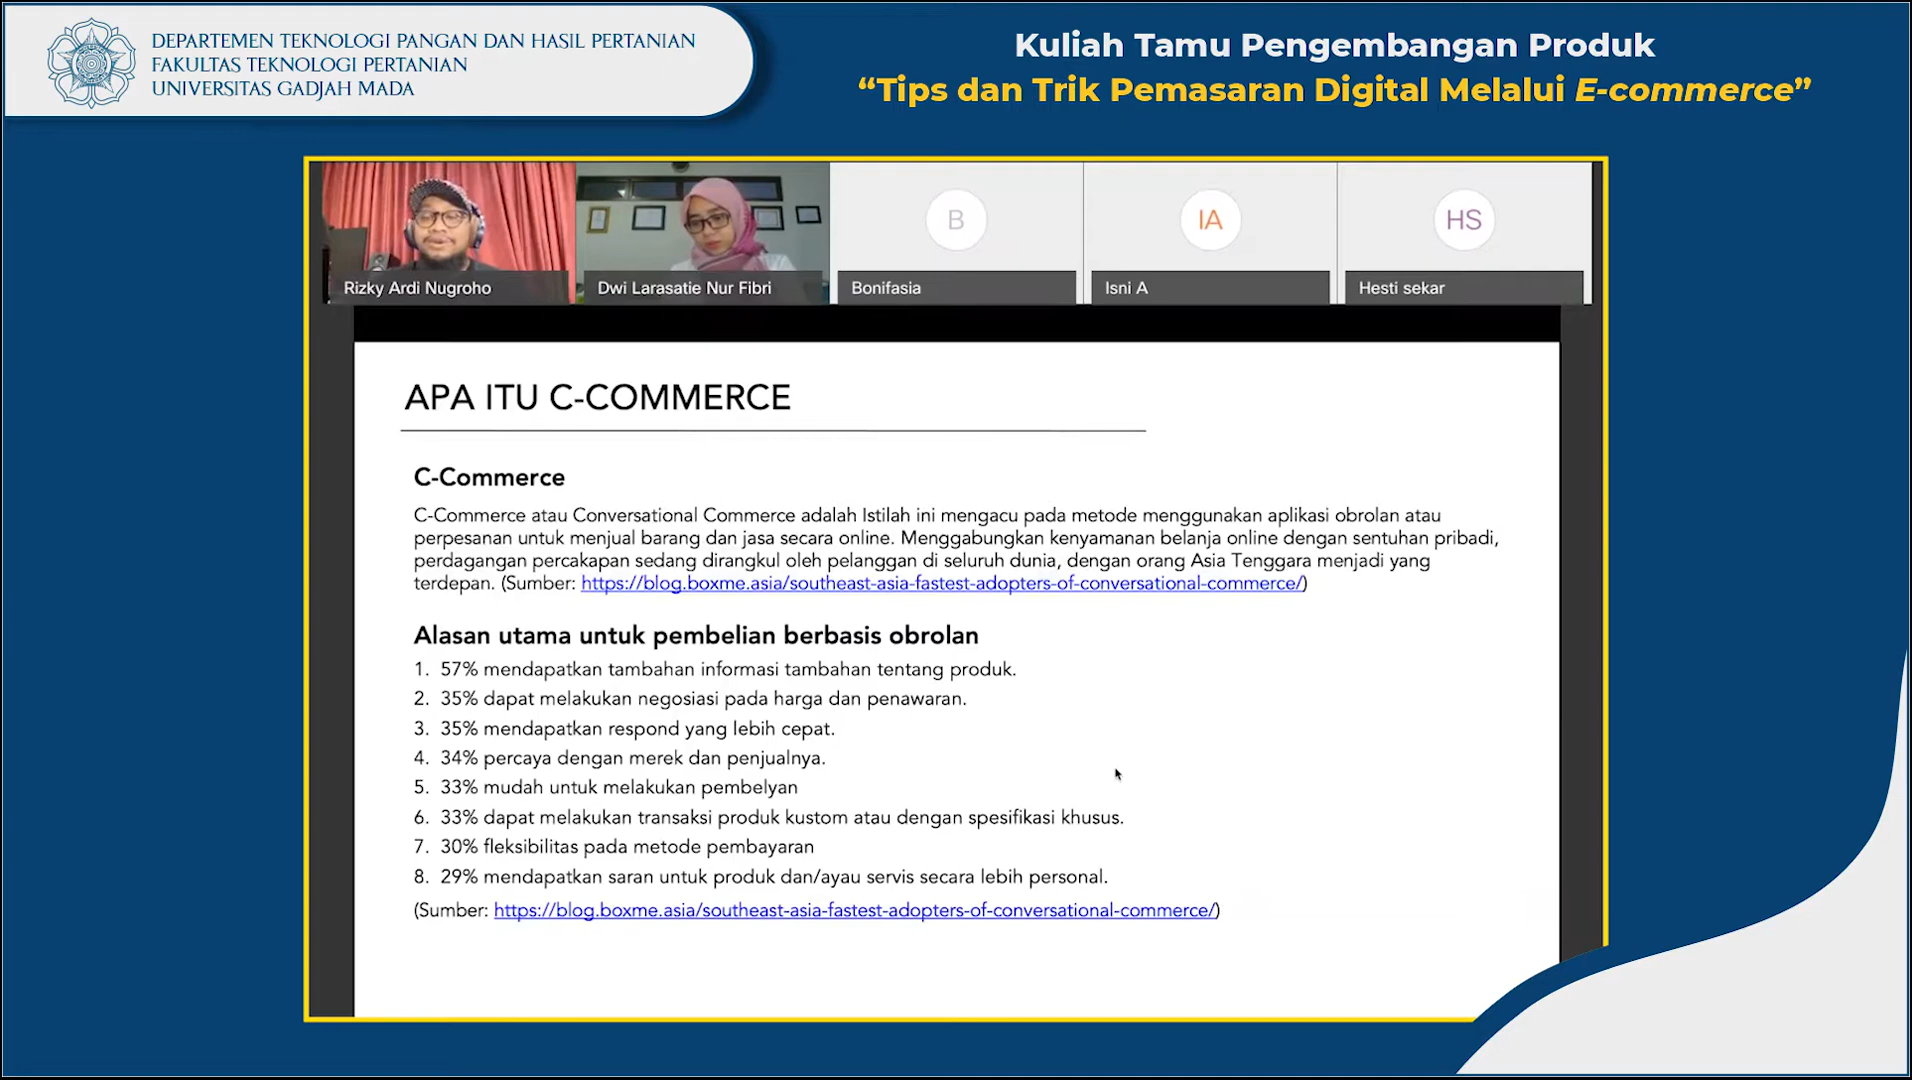 DEPARTEMEN TEKNOLOGI PANGAN DAN HASIL PERTANIAN
FAKULTAS TEKNOLOGI PERTANIAN
UNIVERSITAS GADJAH MADA
Kuliah Tamu Pengembangan Produk
“Tips dan Trik Pemasaran Digital Melalui E-commerce”
B
IA
HS
Rizky Ardi Nugroho
Dwi Larasatie Nur Fibri
Bonifasia
Isni A
Hesti sekar
APA ITU C-COMMERCE
C-Commerce
C-Commerce atau Conversational Commerce adalah Istilah ini mengacu pada metode menggunakan aplikasi obrolan atau
perpesanan untuk menjual barang dan jasa secara online. Menggabungkan kenyamanan belanja online dengan sentuhan pribadi,
perdagangan percakapan sedang dirangkul oleh pelanggan di seluruh dunia, dengan orang Asia Tenggara menjadi yang
terdepan. (Sumber: https://blog.boxme.asia/southeast-asia-fastest-adopters-of-conversational-commerce/)
Alasan utama untuk pembelian berbasis obrolan
1. 57% mendapatkan tambahan informasi tambahan tentang produk.
2. 35% dapat melakukan negosiasi pada harga dan penawaran.
3. 35% mendapatkan respond yang lebih cepat.
4. 34% percaya dengan merek dan penjualnya.
5. 33% mudah untuk melakukan pembelyan
6. 33% dapat melakukan transaksi produk kustom atau dengan spesifikasi khusus.
7. 30% fleksibilitas pada metode pembayaran
8. 29% mendapatkan saran untuk produk dan/ayau servis secara lebih personal.
(Sumber: https://blog.boxme.asia/southeast-asia-fastest-adopters-of-conversational-commerce/)